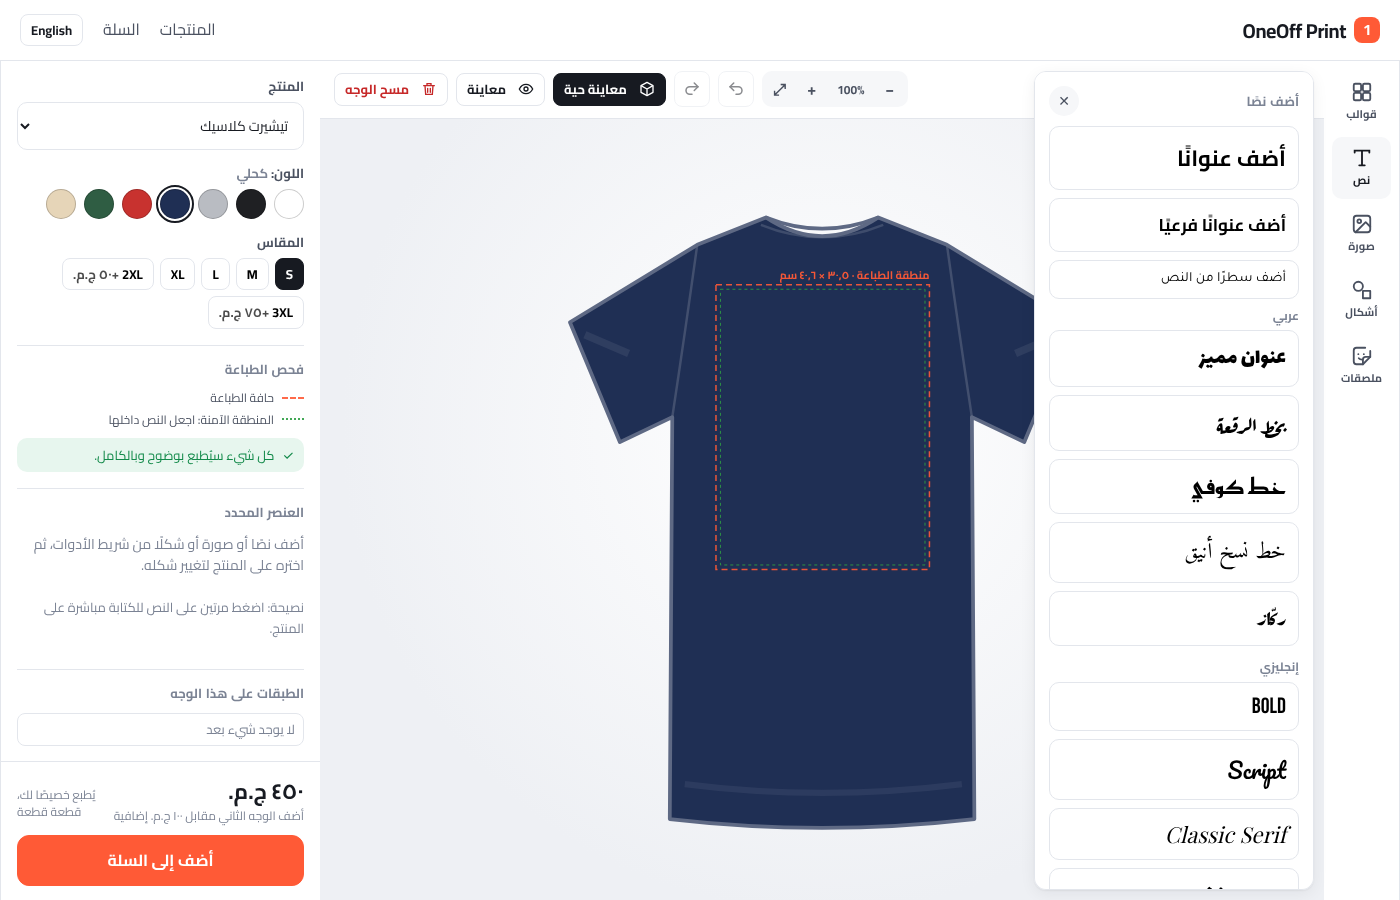 1 OneOff Print
المنتجات
السلة
English
قوالب
نص
صورة
أشكال
ملصقات
أضف نصًا
أضف عنوانًا
أضف عنوانًا فرعيًا
أضف سطرًا من النص
عربي
عنوان مميز
بخط الرقعة
خط كوفي
خط نسخ أنيق
ركّاز
إنجليزي
BOLD
Script
Classic Serif
100%
معاينة حية
معاينة
مسح الوجه
منطقة الطباعة · ٣٠٫٥ × ٤٠٫٦ سم
المنتج
تيشيرت كلاسيك
اللون: كحلي
المقاس
S
M
L
XL
2XL +٥٠ ج.م.
3XL +٧٥ ج.م.
فحص الطباعة
حافة الطباعة
المنطقة الآمنة: اجعل النص داخلها
كل شيء سيُطبع بوضوح وبالكامل.
العنصر المحدد
أضف نصًا أو صورة أو شكلًا من شريط الأدوات، ثم
اختره على المنتج لتغيير شكله.
نصيحة: اضغط مرتين على النص للكتابة مباشرة على
المنتج.
الطبقات على هذا الوجه
لا يوجد شيء بعد
٤٥٠ ج.م.
أضف الوجه الثاني مقابل ١٠٠ ج.م. إضافية
يُطبع خصيصًا لك،
قطعة قطعة
أضف إلى السلة